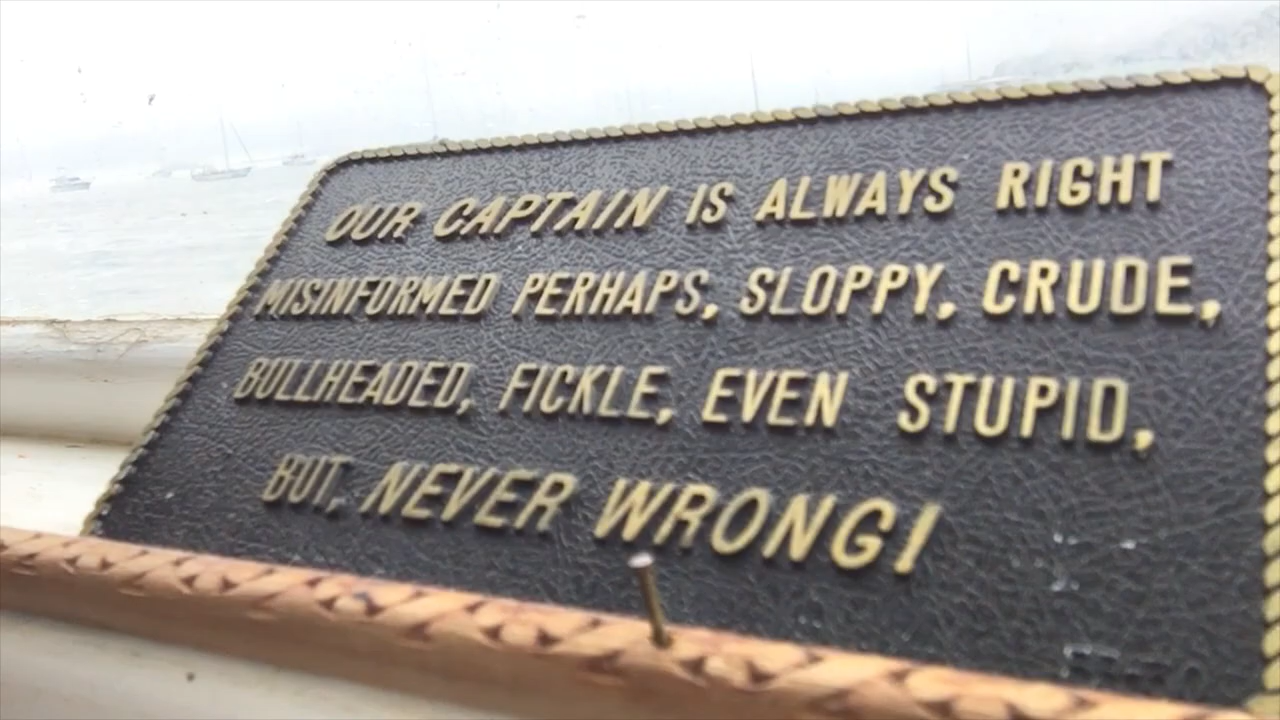 OUR CAPTAIN IS ALWAYS RIGHT
MISINFORMED PERHAPS, SLOPPY, CRUDE,
BULLHEADED, FICKLE, EVEN STUPID,
BUT, NEVER WRONG!